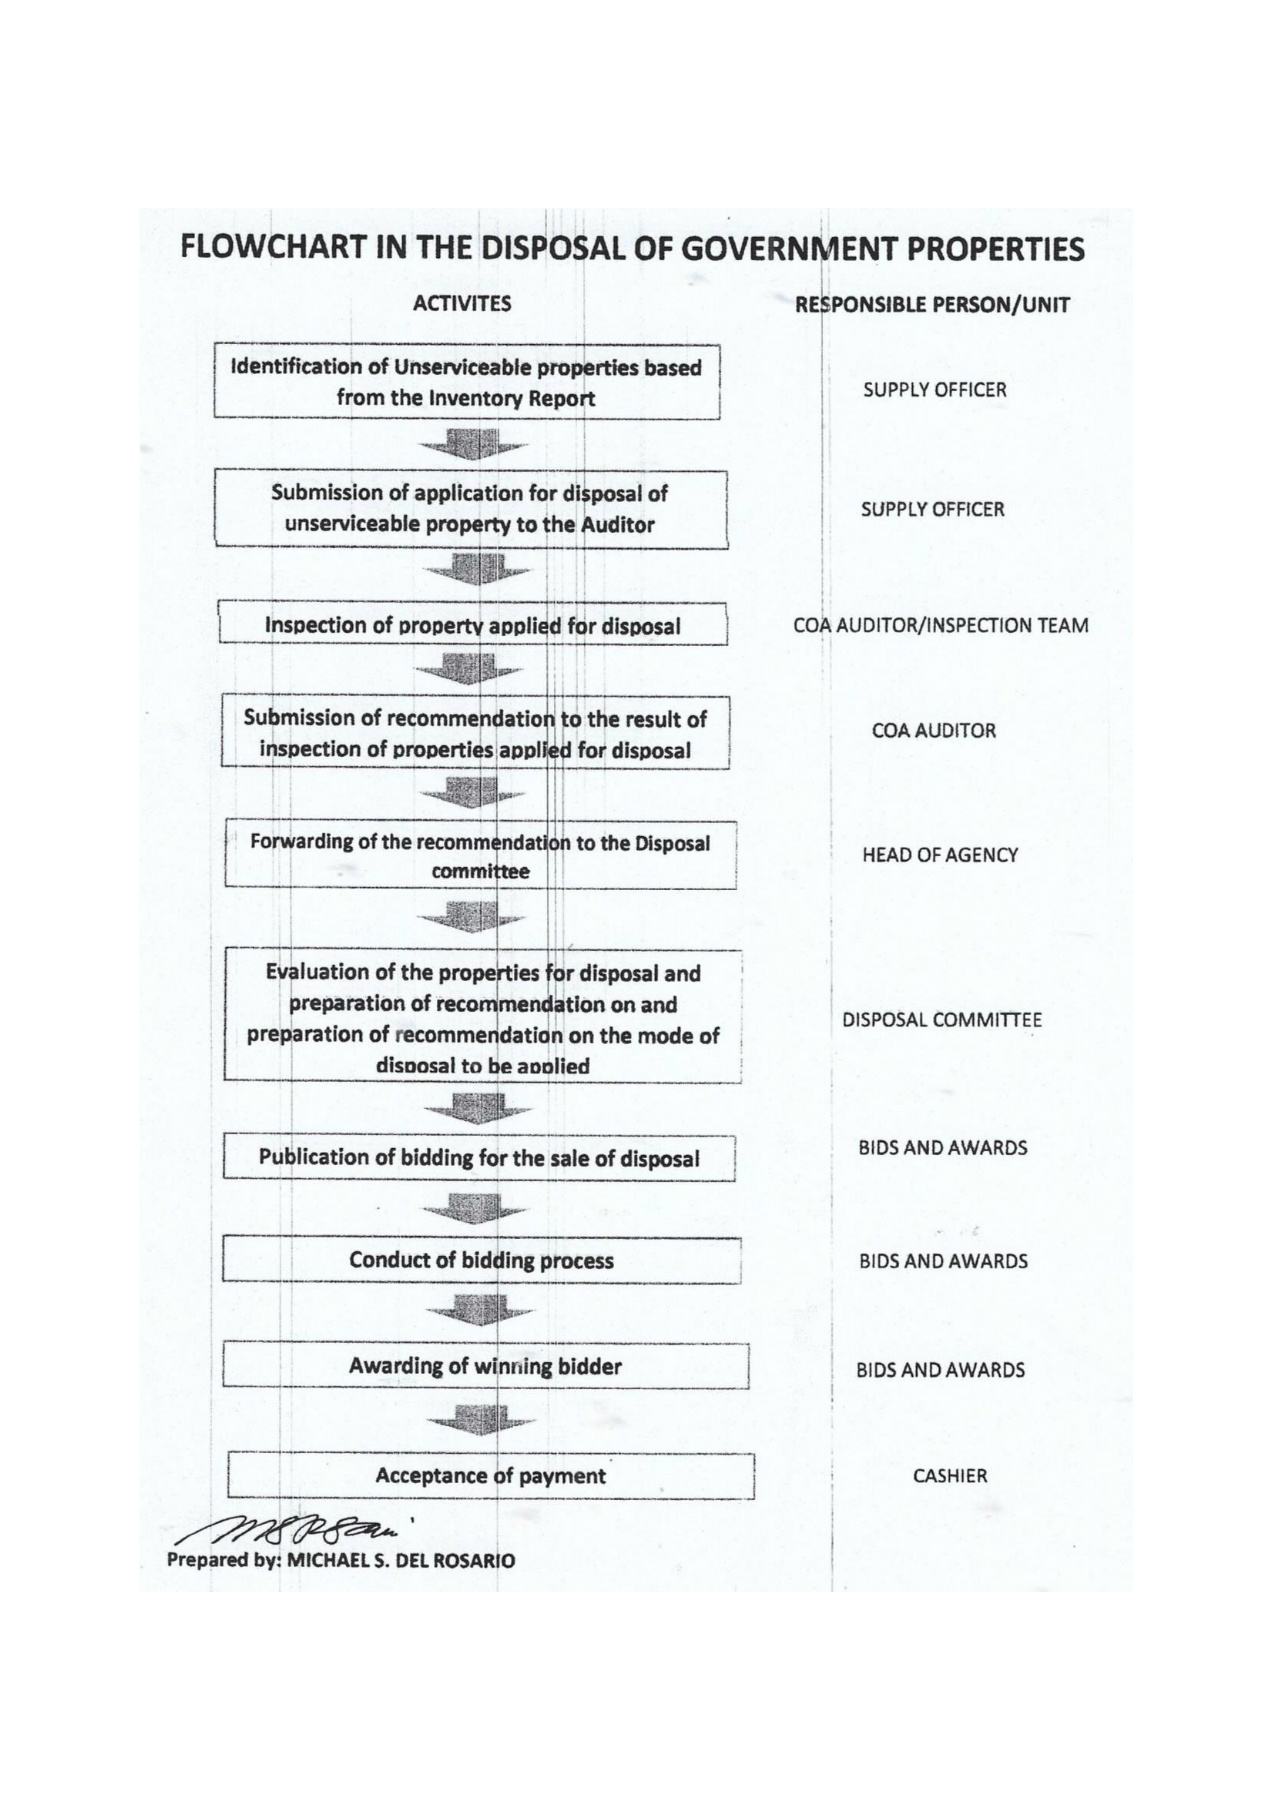 FLOWCHART IN THE DISPOSAL OF GOVERNMENT PROPERTIES
ACTIVITES
RESPONSIBLE PERSON/UNIT
Identification of Unserviceable properties based
from the Inventory Report
SUPPLY OFFICER
Submission of application for disposal of
unserviceable property to the Auditor
SUPPLY OFFICER
Inspection of property applied for disposal
COA AUDITOR/INSPECTION TEAM
Submission of recommendation to the result of
inspection of properties applied for disposal
COA AUDITOR
Forwarding of the recommendation to the Disposal
committee
HEAD OF AGENCY
Evaluation of the properties for disposal and
preparation of recommendation on and
preparation of recommendation on the mode of
disposal to be applied
DISPOSAL COMMITTEE
Publication of bidding for the sale of disposal
BIDS AND AWARDS
Conduct of bidding process
BIDS AND AWARDS
Awarding of winning bidder
BIDS AND AWARDS
Acceptance of payment
CASHIER
Prepared by: MICHAEL S. DEL ROSARIO